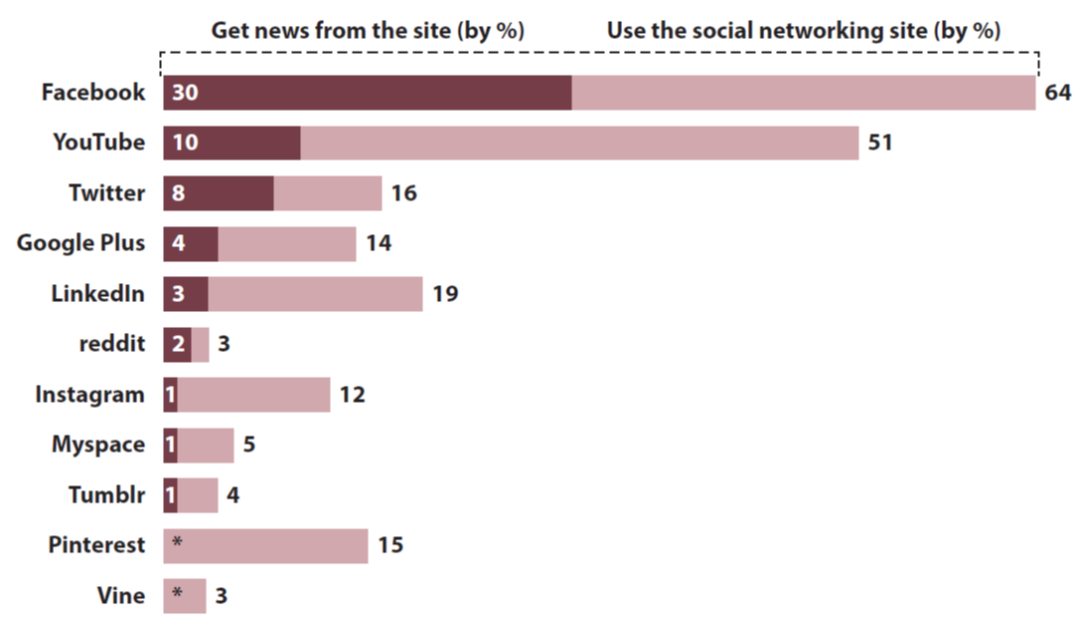 Get news from the site (by %) Use the social networking site (by %)
Facebook 30 64
YouTube 10 51
Twitter 8 16
Google Plus 4 14
LinkedIn 3 19
reddit 2 3
Instagram 1 12
Myspace 1 5
Tumblr 1 4
Pinterest * 15
Vine * 3